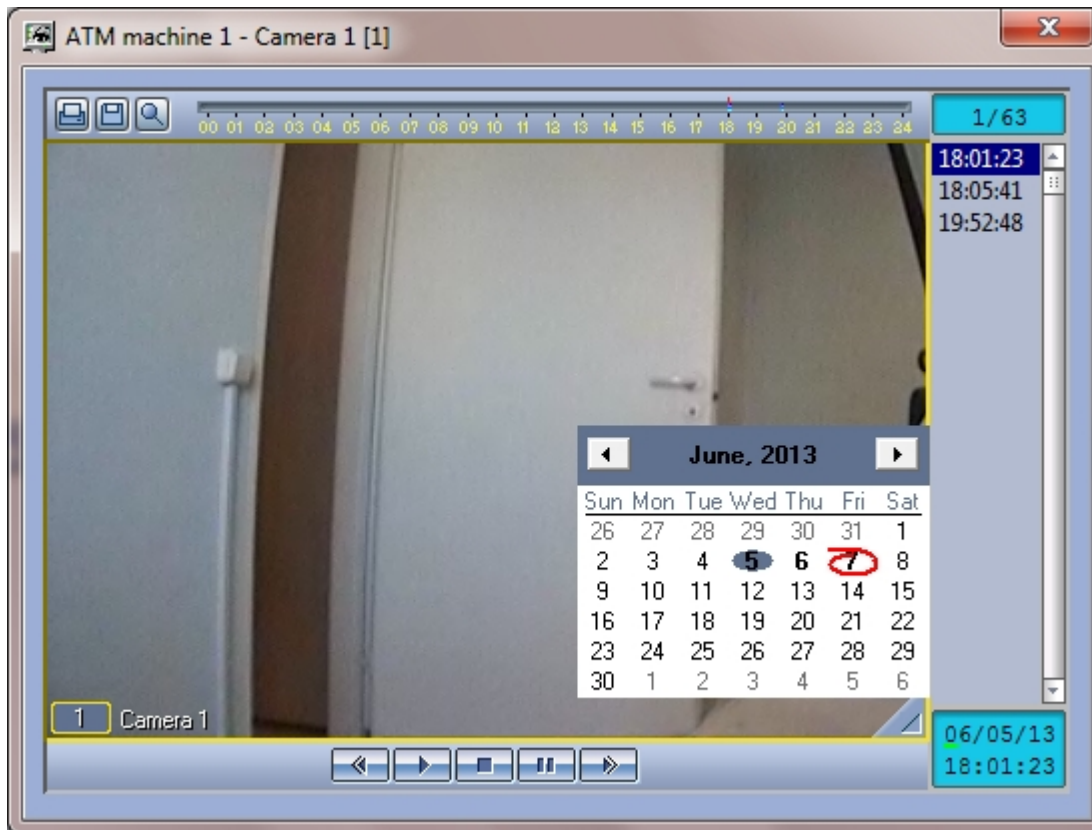 ATM machine 1 - Camera 1 [1]
00 01 02 03 04 05 06 07 08 09 10 11 12 13 14 15 16 17 18 19 20 21 22 23 24
1/63
18:01:23
18:05:41
19:52:48
June, 2013
Sun Mon Tue Wed Thu Fri Sat
26 27 28 29 30 31 1
2 3 4 5 6 7 8
9 10 11 12 13 14 15
16 17 18 19 20 21 22
23 24 25 26 27 28 29
30 1 2 3 4 5 6
1 Camera 1
06/05/13
18:01:23